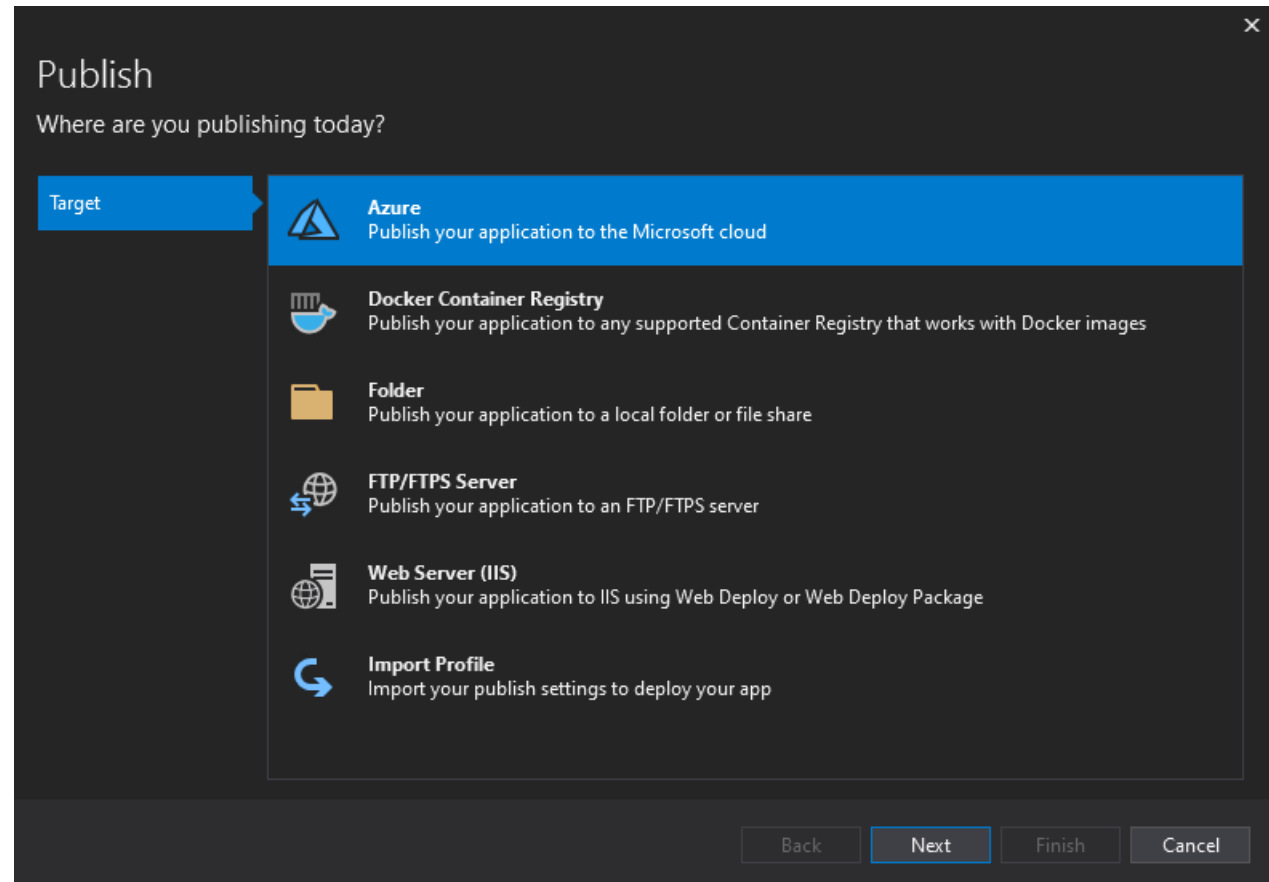 Publish
Where are you publishing today?
Target
Azure
Publish your application to the Microsoft cloud
Docker Container Registry
Publish your application to any supported Container Registry that works with Docker images
Folder
Publish your application to a local folder or file share
FTP/FTPS Server
Publish your application to an FTP/FTPS server
Web Server (IIS)
Publish your application to IIS using Web Deploy or Web Deploy Package
Import Profile
Import your publish settings to deploy your app
Back
Next
Finish
Cancel